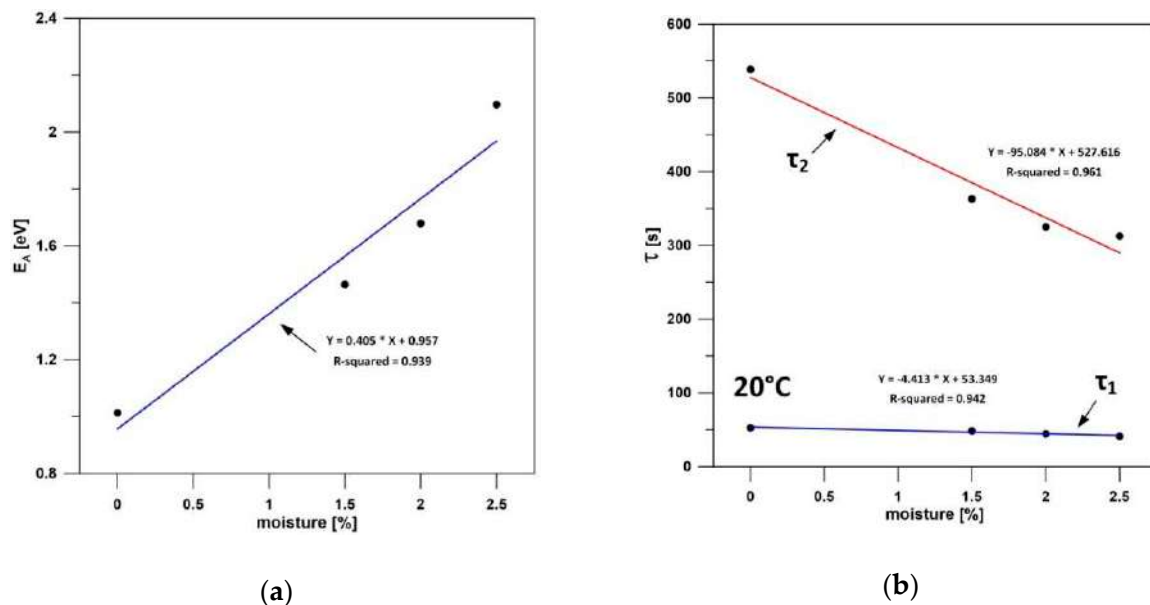 2.4
2
1.6
1.2
0.8
E_A [eV]
Y = 0.405 * X + 0.957
R-squared = 0.939
0 0.5 1 1.5 2 2.5
moisture [%]
(a)
600
500
400
300
200
100
0
τ [s]
τ₂
Y = -95.084 * X + 527.616
R-squared = 0.961
20°C
Y = -4.413 * X + 53.349
R-squared = 0.942
τ₁
0 0.5 1 1.5 2 2.5
moisture [%]
(b)